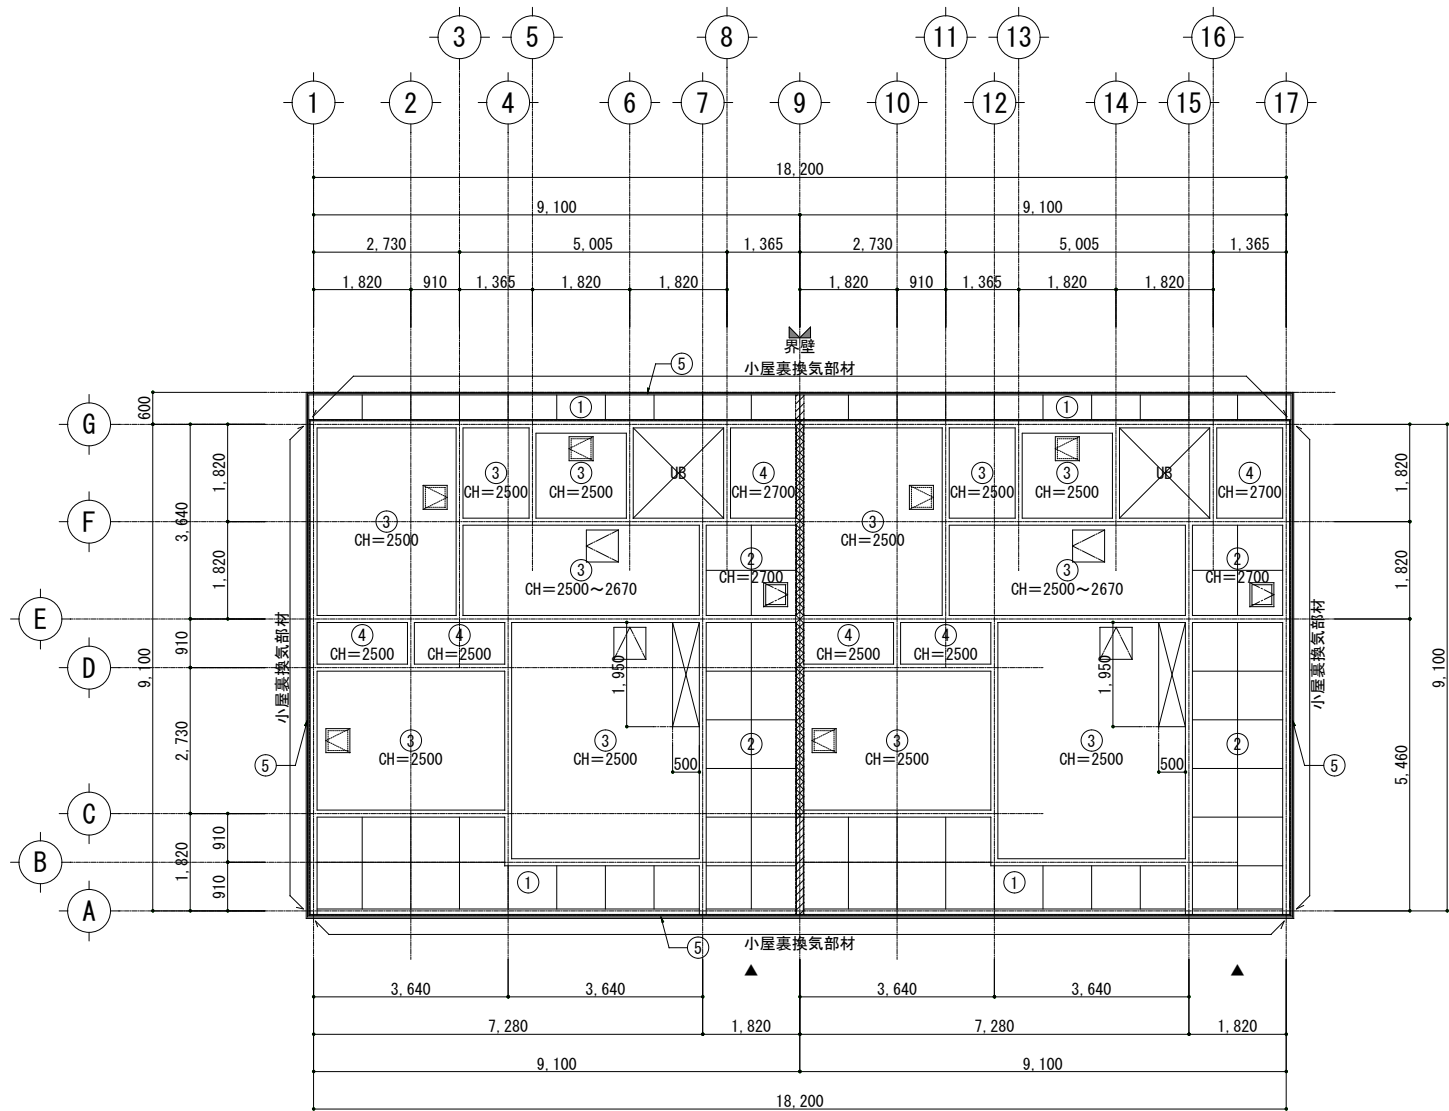 3 5 8 11 13 16
1 2 4 6 7 9 10 12 14 15 17
18,200
9,100 9,100
2,730 5,005 1,365 2,730 5,005 1,365
1,820 910 1,365 1,820 1,820 1,820 910 1,365 1,820 1,820
界壁
小屋裏換気部材
⑤
600
① ①
G
1,820
3,640
③
CH=2500
③
CH=2500
UB
④
CH=2700
③
CH=2500
③
CH=2500
UB
④
CH=2700
1,820
F
③
CH=2500
③
CH=2500
②
CH=2700
②
CH=2700
1,820
③
CH=2500~2670
③
CH=2500~2670
1,820
E
小屋裏換気部材
小屋裏換気部材
910
9,100
④
CH=2500
④
CH=2500
1,950
④
CH=2500
④
CH=2500
1,950
9,100
D
2,730
③
CH=2500
③
CH=2500
②
③
CH=2500
③
CH=2500
②
5,460
⑤
500
500
⑤
C
910
1,820
B
910
① ①
A
⑤
小屋裏換気部材
▲ ▲
3,640 3,640 3,640 3,640
7,280 1,820 7,280 1,820
9,100 9,100
18,200